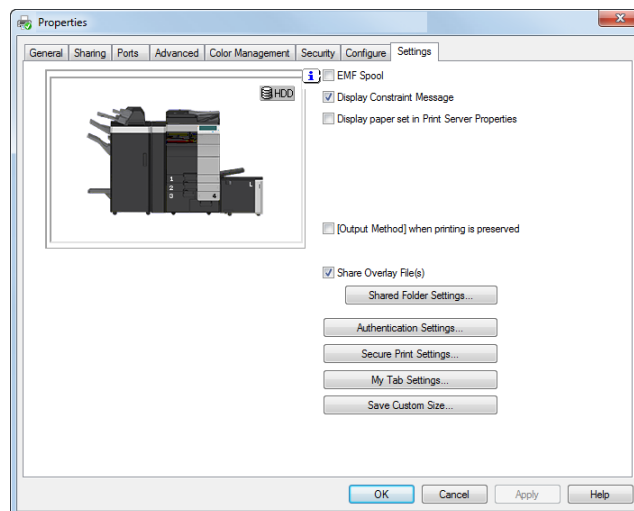 Properties
General Sharing Ports Advanced Color Management Security Configure Settings
HDD
EMF Spool
Display Constraint Message
Display paper set in Print Server Properties
1
2
3
4
L
[Output Method] when printing is preserved
Share Overlay File(s)
Shared Folder Settings...
Authentication Settings...
Secure Print Settings...
My Tab Settings...
Save Custom Size...
OK Cancel Apply Help